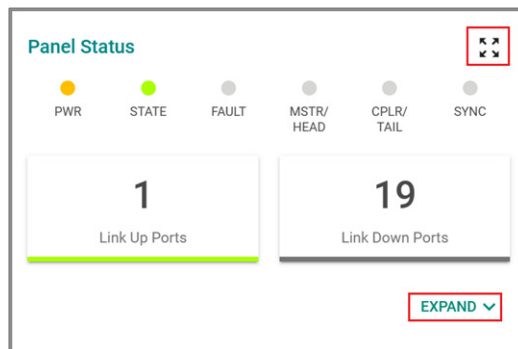 Panel Status
PWR STATE FAULT MSTR/ CPLR/ SYNC
HEAD TAIL
1 19
Link Up Ports Link Down Ports
EXPAND